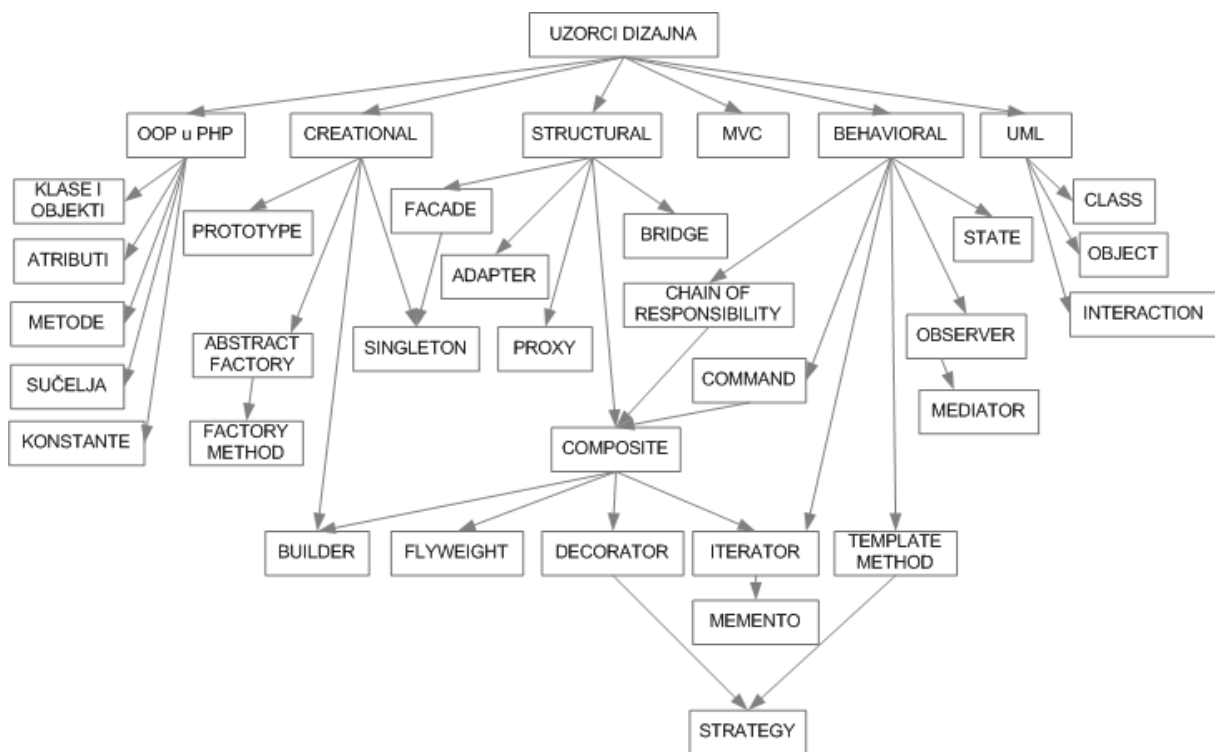 UZORCI DIZAJNA
OOP u PHP
CREATIONAL
STRUCTURAL
MVC
BEHAVIORAL
UML
KLASE I
OBJEKTI
PROTOTYPE
FACADE
BRIDGE
STATE
CLASS
ATRIBUTI
ADAPTER
OBJECT
METODE
CHAIN OF
RESPONSIBILITY
INTERACTION
ABSTRACT
FACTORY
SINGLETON
PROXY
OBSERVER
SUČELJA
COMMAND
MEDIATOR
KONSTANTE
FACTORY
METHOD
COMPOSITE
BUILDER
FLYWEIGHT
DECORATOR
ITERATOR
TEMPLATE
METHOD
MEMENTO
STRATEGY